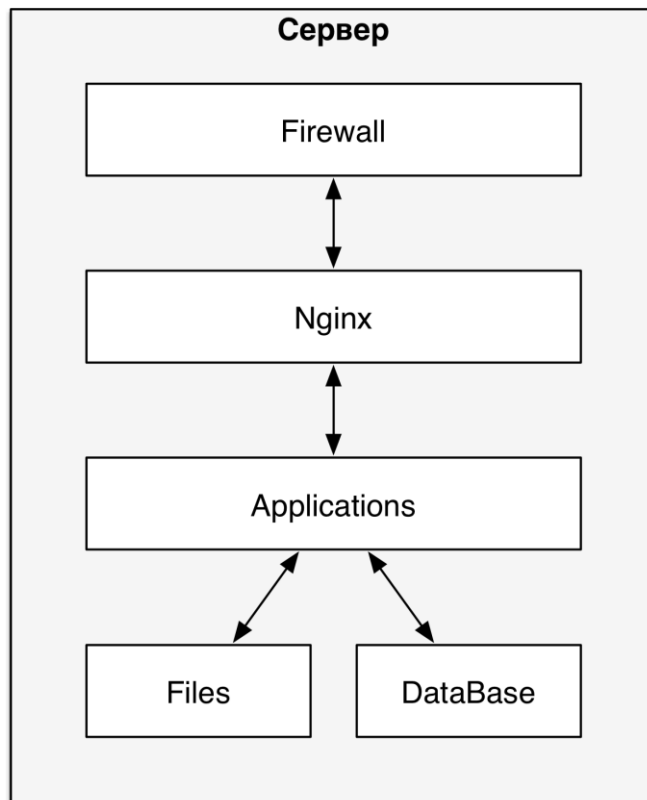 Сервер
Firewall
Nginx
Applications
Files
DataBase